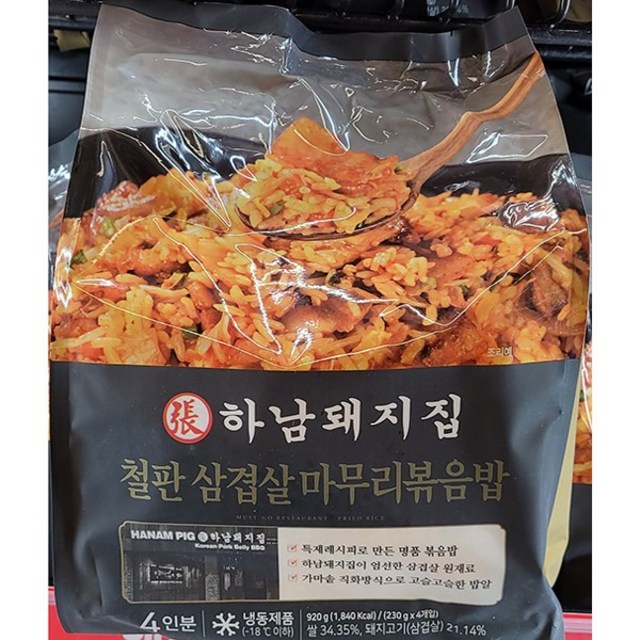 조리예
張 하남돼지집
철판 삼겹살 마무리볶음밥
MUST GO RESTAURANT FRIED RICE
HANAM PIG 張 하남돼지집
Korean Pork Belly BBQ
특제레시피로 만든 명품 볶음밥
하남돼지집이 엄선한 삼겹살 원재료
가마솥 직화방식으로 고슬고슬한 밥알
4인분
냉동제품
(-18℃ 이하)
920 g (1,840 Kcal) / (230 g x 4개입)
쌀 34.35%, 돼지고기(삼겹살) 21.14%